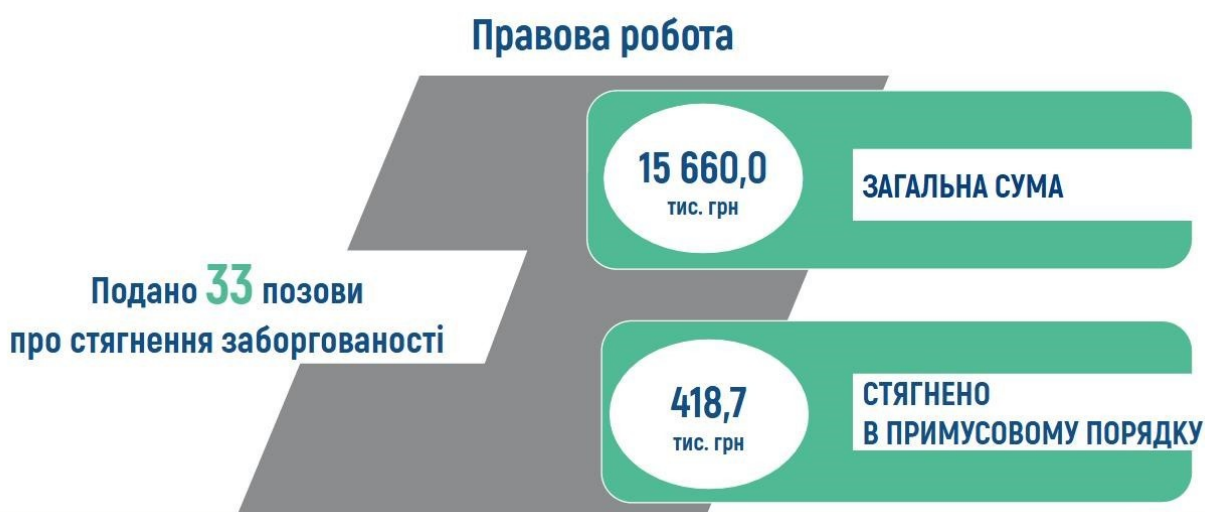 Правова робота
Подано 33 позови
про стягнення заборгованості
15 660,0
тис. грн
ЗАГАЛЬНА СУМА
418,7
тис. грн
СТЯГНЕНО
В ПРИМУСОВОМУ ПОРЯДКУ